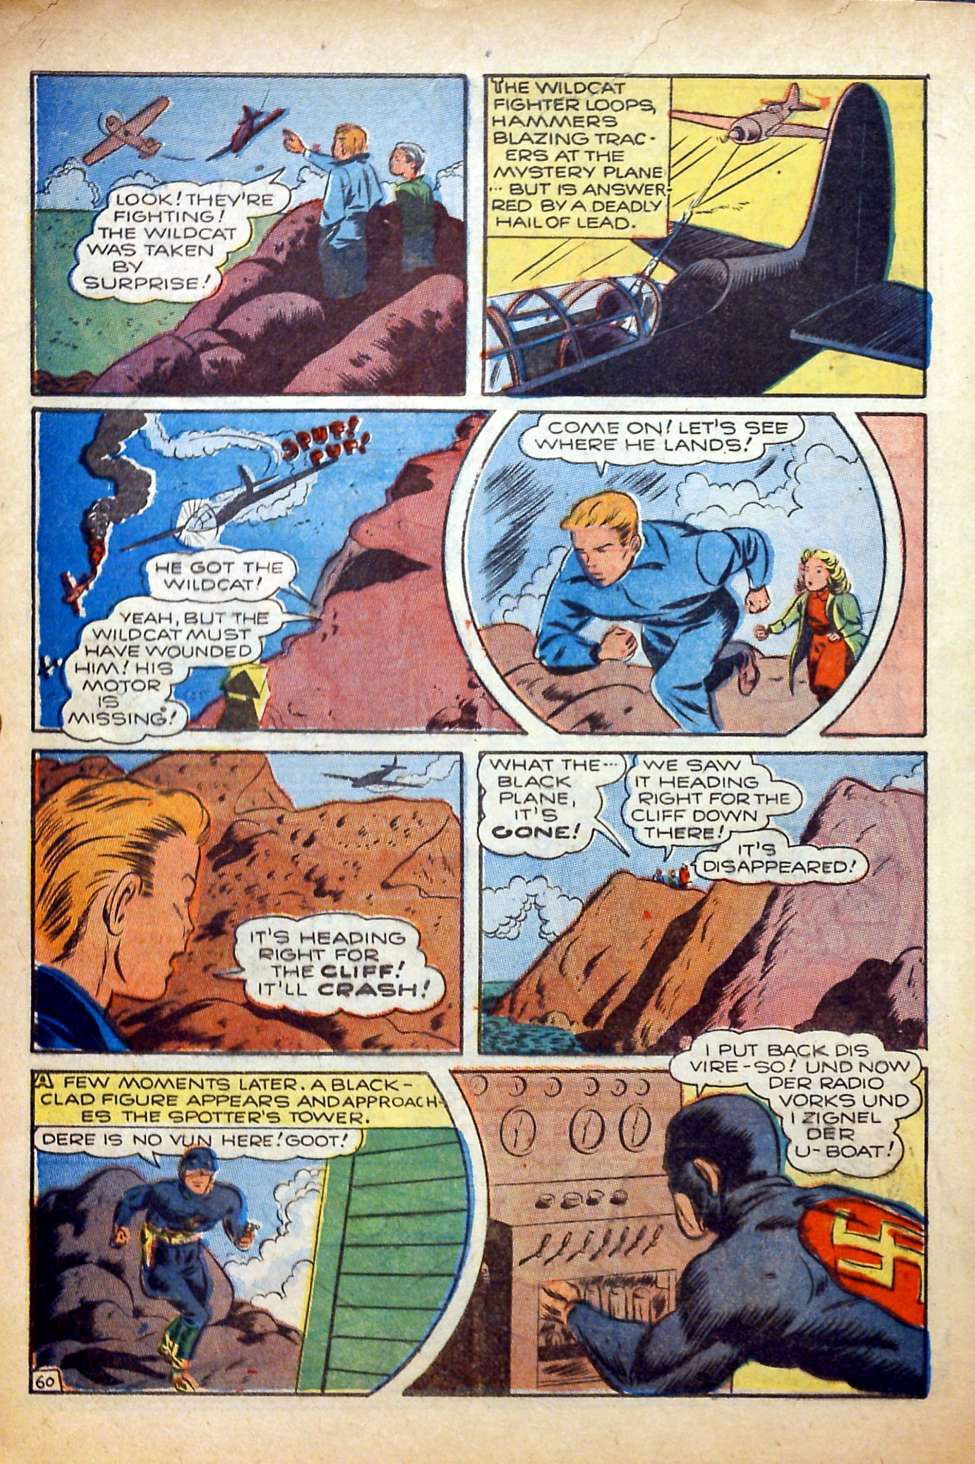 LOOK! THEY'RE
FIGHTING!
THE WILDCAT
WAS TAKEN
BY
SURPRISE!
THE WILDCAT
FIGHTER LOOPS,
HAMMERS
BLAZING TRAC-
ERS AT THE
MYSTERY PLANE
... BUT IS ANSWER-
RED BY A DEADLY
HAIL OF LEAD.
SPUT!
PUF!
HE GOT THE
WILDCAT!
YEAH, BUT THE
WILDCAT MUST
HAVE WOUNDED
HIM! HIS
MOTOR
IS
MISSING!
COME ON! LET'S SEE
WHERE HE LANDS!
IT'S HEADING
RIGHT FOR
THE CLIFF!
IT'LL CRASH!
WHAT THE...
BLACK
PLANE,
IT'S
GONE!
WE SAW
IT HEADING
RIGHT FOR THE
CLIFF DOWN
THERE!
IT'S
DISAPPEARED!
A FEW MOMENTS LATER. A BLACK-
CLAD FIGURE APPEARS AND APPROACH-
ES THE SPOTTER'S TOWER.
DERE IS NO VUN HERE! GOOT!
I PUT BACK DIS
VIRE-SO! UND NOW
DER RADIO
VORKS UND
I ZIGNEL
DER
U-BOAT!
60